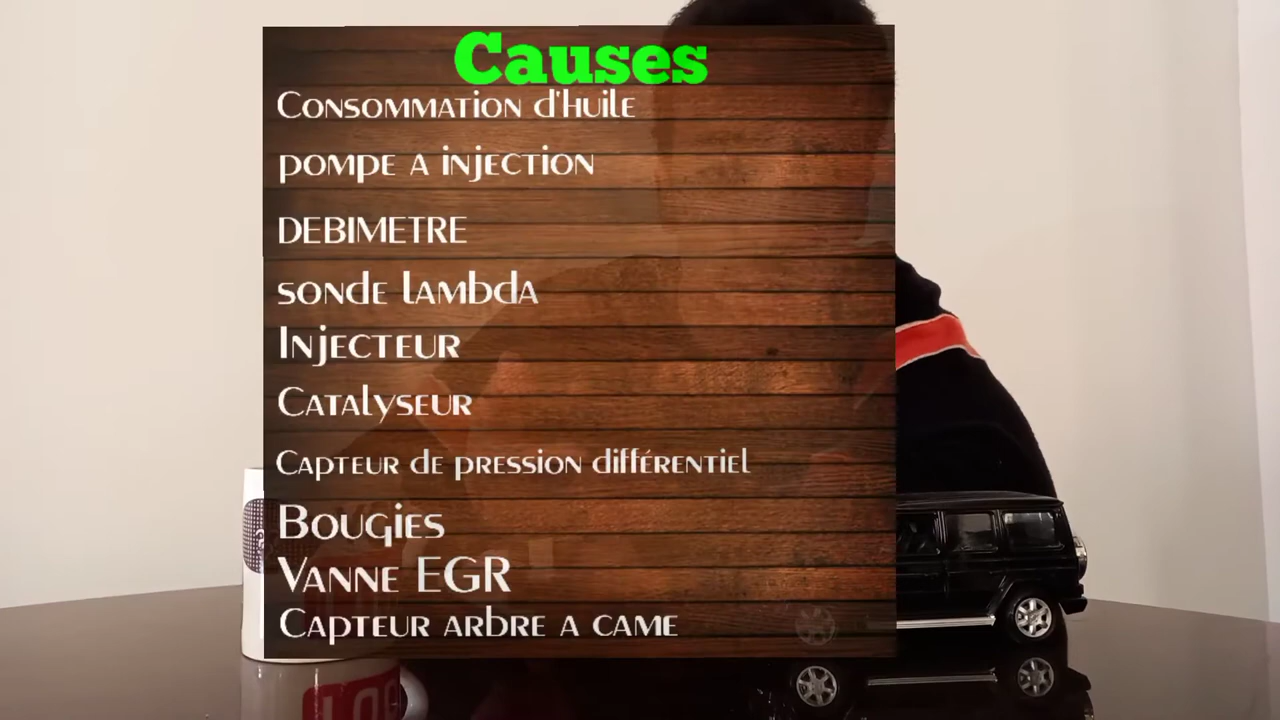 Causes
Consommation d'huile
pompe a injection
DEBIMETRE
sonde lambda
Injecteur
Catalyseur
Capteur de pression différentiel
Bougies
Vanne EGR
Capteur arbre a came